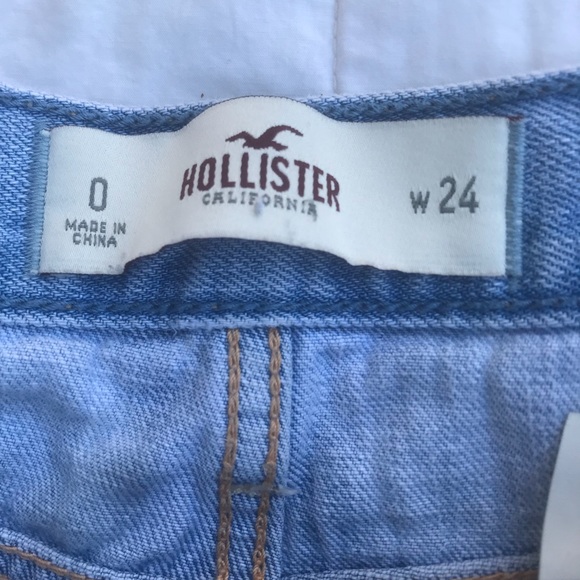 0
MADE IN
CHINA
HOLLISTER
CALIFORNIA
W 24